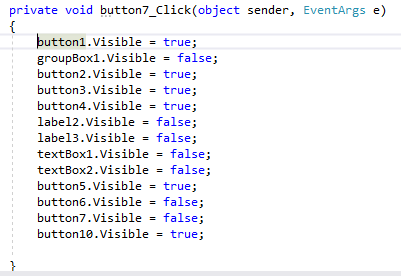 private void button7_Click(object sender, EventArgs e)
{
button1.Visible = true;
groupBox1.Visible = false;
button2.Visible = true;
button3.Visible = true;
button4.Visible = true;
label2.Visible = false;
label3.Visible = false;
textBox1.Visible = false;
textBox2.Visible = false;
button5.Visible = true;
button6.Visible = false;
button7.Visible = false;
button10.Visible = true;
}